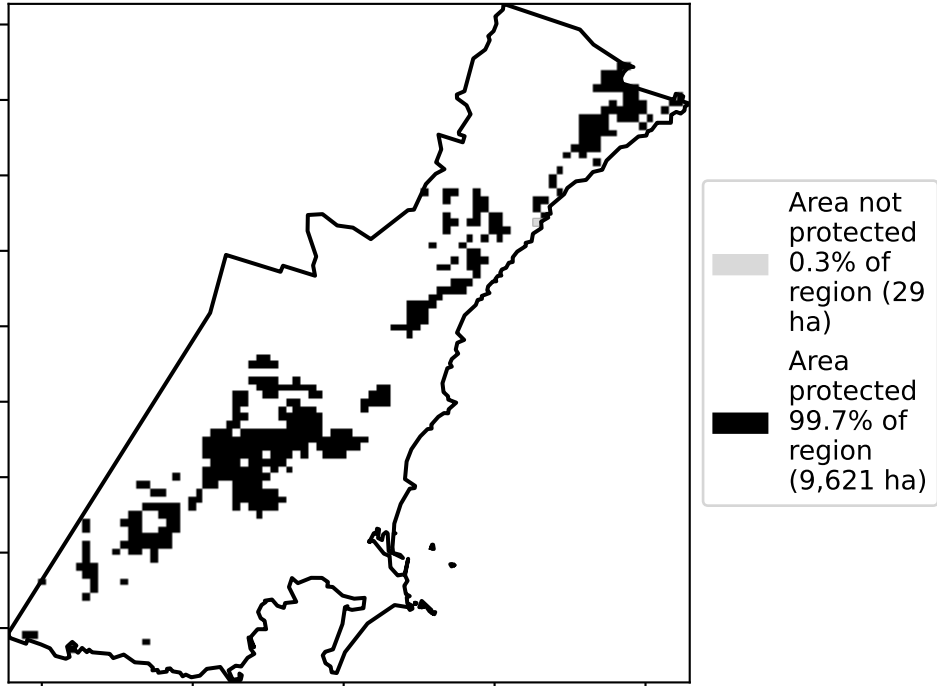 Area not
protected
0.3% of
region (29
ha)
Area
protected
99.7% of
region
(9,621 ha)